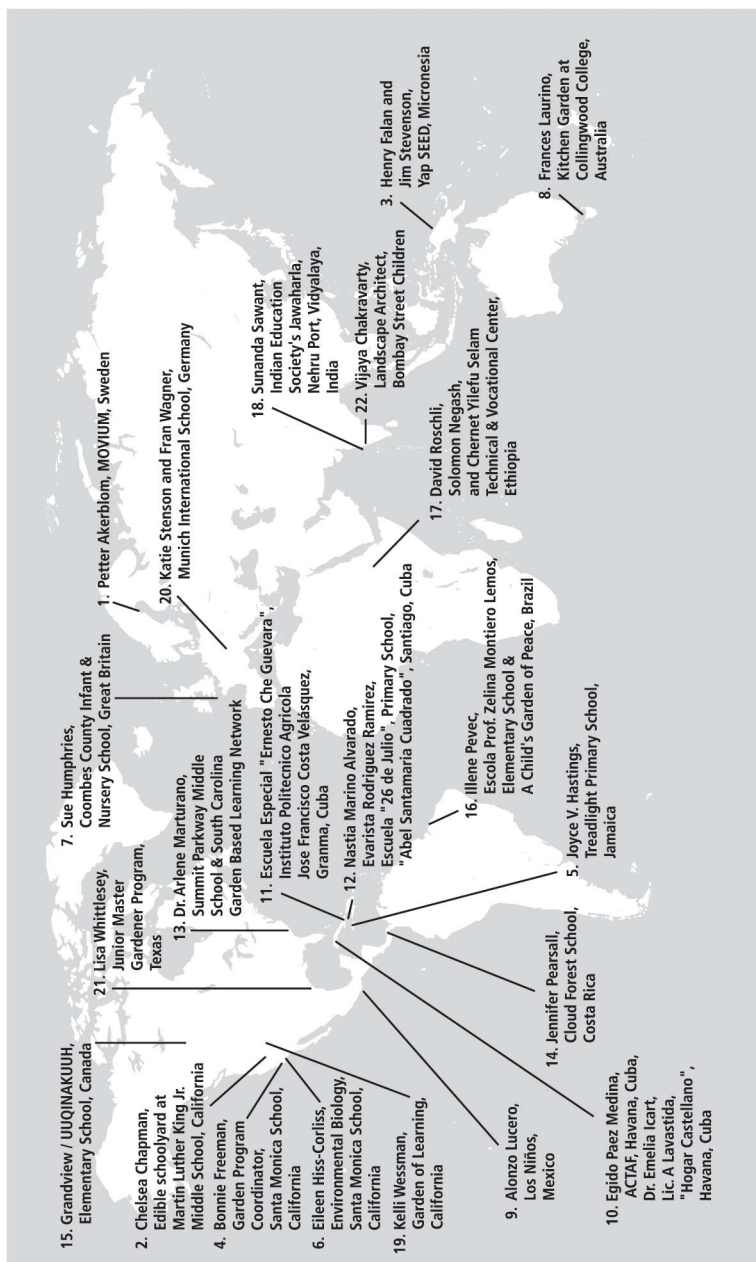 15. Grandview / UUQINAKUUH,
Elementary School, Canada
2. Chelsea Chapman,
Edible schoolyard at
Martin Luther King Jr.
Middle School, California
4. Bonnie Freeman,
Garden Program
Coordinator,
Santa Monica School,
California
6. Eileen Hiss-Corliss,
Environmental Biology,
Santa Monica School,
California
19. Kelli Wessman,
Garden of Learning,
California
9. Alonzo Lucero,
Los Niños,
Mexico
10. Egido Paez Medina,
ACTAF, Havana, Cuba,
Dr. Emelia Icart,
Lic. A Lavastida,
"Hogar Castellano",
Havana, Cuba
21. Lisa Whittlesey,
Junior Master
Gardener Program,
Texas
13. Dr. Arlene Marturano,
Summit Parkway Middle
School & South Carolina
Garden Based Learning Network
11. Escuela Especial "Ernesto Che Guevara",
Instituto Politecnico Agricola
Jose Francisco Costa Velásquez,
Granma, Cuba
12. Nastia Marino Alvarado,
Evarista Rodriguez Ramirez,
Escuela "26 de Julio", Primary School,
"Abel Santamaria Cuadrado", Santiago, Cuba
14. Jennifer Pearsall,
Cloud Forest School,
Costa Rica
5. Joyce V. Hastings,
Treadlight Primary School,
Jamaica
16. Illene Pevec,
Escola Prof. Zelina Montiero Lemos,
Elementary School &
A Child's Garden of Peace, Brazil
7. Sue Humphries,
Coombes County Infant &
Nursery School, Great Britain
1. Petter Akerblom, MOVIUM, Sweden
20. Katie Stenson and Fran Wagner,
Munich International School, Germany
18. Sunanda Sawant,
Indian Education
Society's Jawaharla,
Nehru Port, Vidyalaya,
India
22. Vijaya Chakravarty,
Landscape Architect,
Bombay Street Children
17. David Roschli,
Solomon Negash,
and Chernet Yilefu Selam
Technical & Vocational Center,
Ethiopia
3. Henry Falan and
Jim Stevenson,
Yap SEED, Micronesia
8. Frances Laurino,
Kitchen Garden at
Collingwood College,
Australia